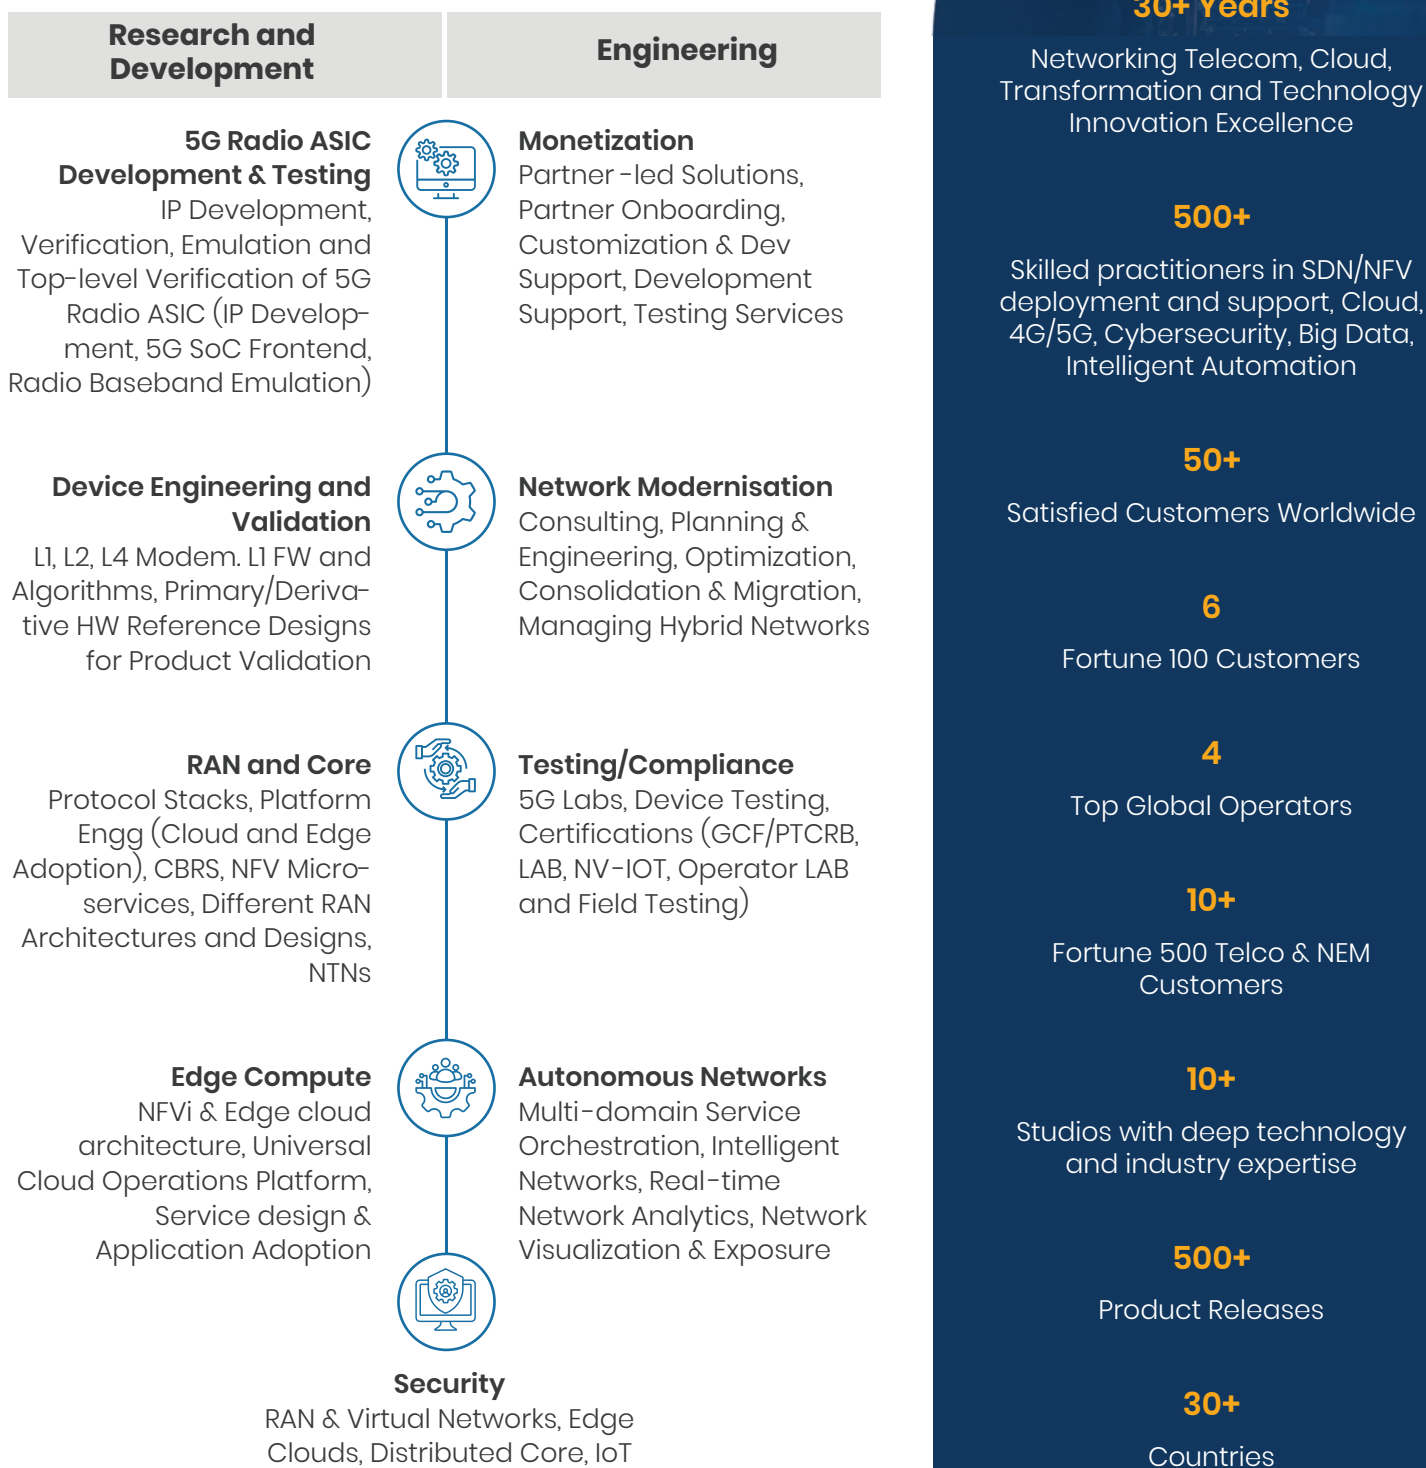 Research and
Development
Engineering
5G Radio ASIC
Development & Testing
IP Development,
Verification, Emulation and
Top-level Verification of 5G
Radio ASIC (IP Develop-
ment, 5G SoC Frontend,
Radio Baseband Emulation)
Monetization
Partner -led Solutions,
Partner Onboarding,
Customization & Dev
Support, Development
Support, Testing Services
Device Engineering and
Validation
L1, L2, L4 Modem. L1 FW and
Algorithms, Primary/Deriva-
tive HW Reference Designs
for Product Validation
Network Modernisation
Consulting, Planning &
Engineering, Optimization,
Consolidation & Migration,
Managing Hybrid Networks
RAN and Core
Protocol Stacks, Platform
Engg (Cloud and Edge
Adoption), CBRS, NFV Micro-
services, Different RAN
Architectures and Designs,
NTNs
Testing/Compliance
5G Labs, Device Testing,
Certifications (GCF/PTCRB,
LAB, NV-IOT, Operator LAB
and Field Testing)
Edge Compute
NFVi & Edge cloud
architecture, Universal
Cloud Operations Platform,
Service design &
Application Adoption
Autonomous Networks
Multi-domain Service
Orchestration, Intelligent
Networks, Real-time
Network Analytics, Network
Visualization & Exposure
Security
RAN & Virtual Networks, Edge
Clouds, Distributed Core, IoT
30+ Years
Networking Telecom, Cloud,
Transformation and Technology
Innovation Excellence
500+
Skilled practitioners in SDN/NFV
deployment and support, Cloud,
4G/5G, Cybersecurity, Big Data,
Intelligent Automation
50+
Satisfied Customers Worldwide
6
Fortune 100 Customers
4
Top Global Operators
10+
Fortune 500 Telco & NEM
Customers
10+
Studios with deep technology
and industry expertise
500+
Product Releases
30+
Countries